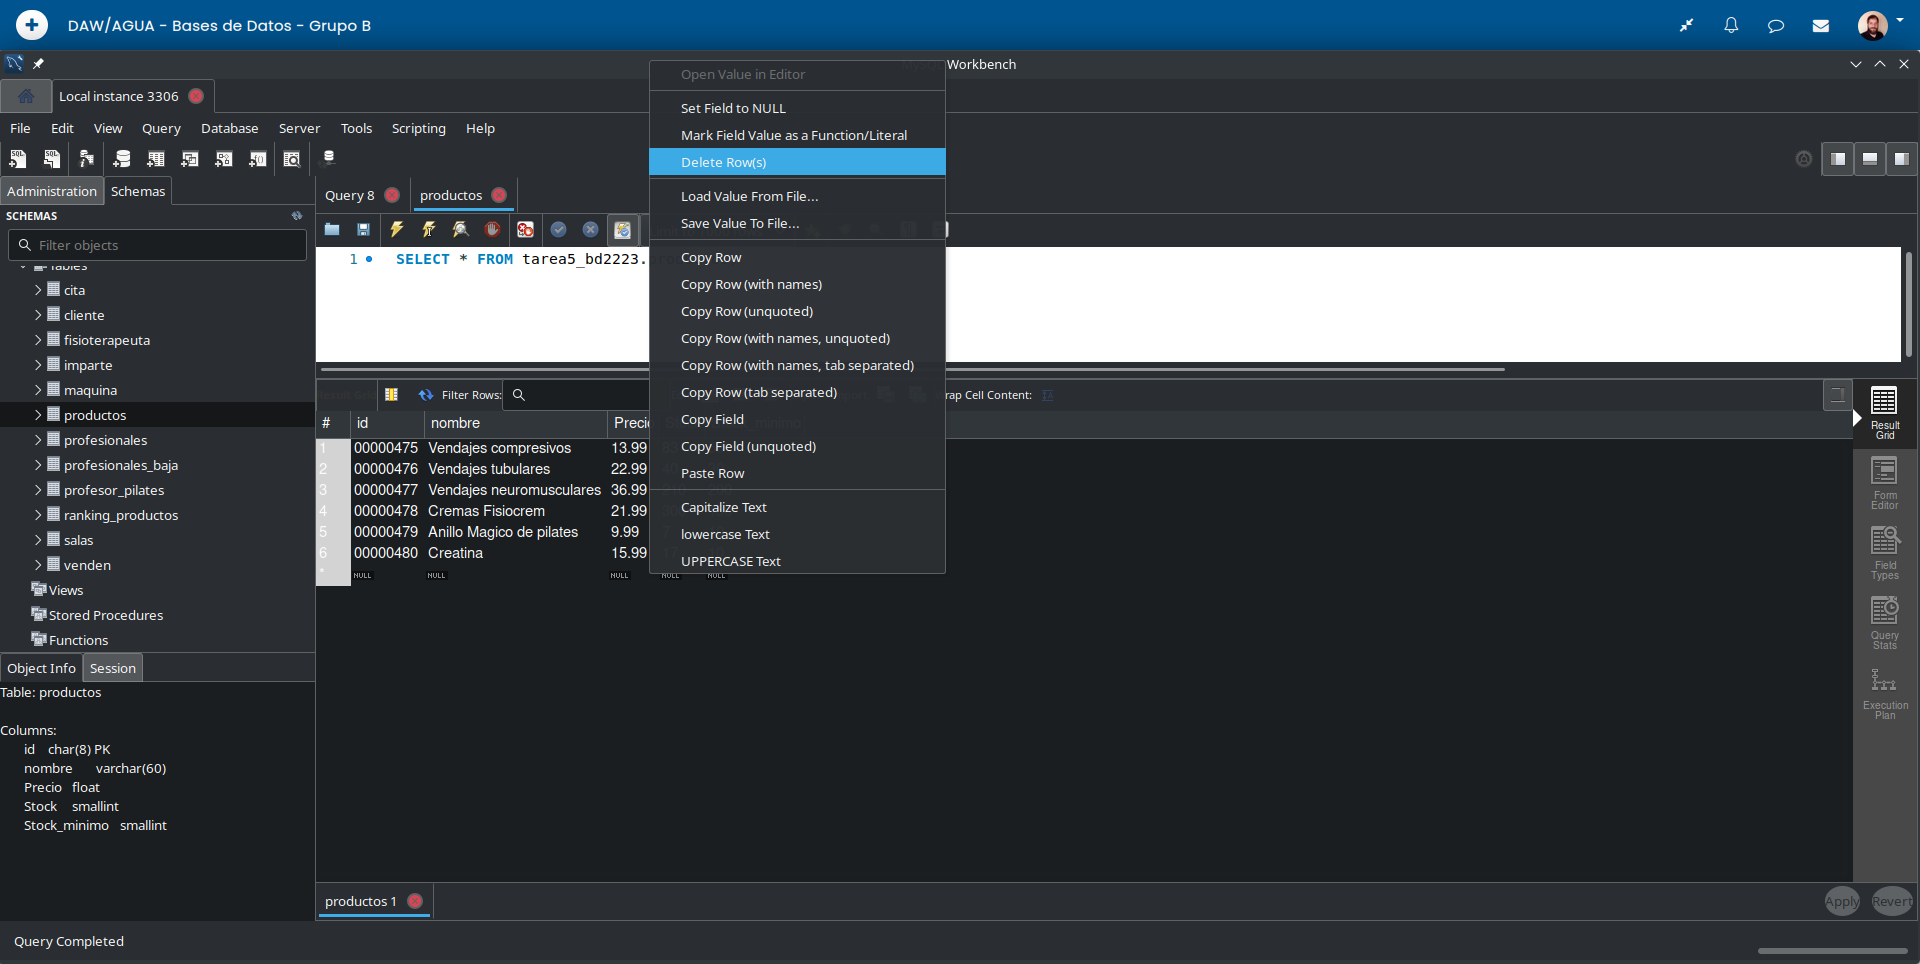 DAW/AGUA - Bases de Datos - Grupo B
Workbench
Local instance 3306
File Edit View Query Database Server Tools Scripting Help
Administration Schemas
Query 8
productos
SCHEMAS
Filter objects
Tables
cita
cliente
fisioterapeuta
imparte
maquina
productos
profesionales
profesionales_baja
profesor_pilates
ranking_productos
salas
venden
Views
Stored Procedures
Functions
Object Info Session
Table: productos
Columns:
id char(8) PK
nombre varchar(60)
Precio float
Stock smallint
Stock_minimo smallint
1 SELECT * FROM tarea5_bd2223.
Open Value in Editor
Set Field to NULL
Mark Field Value as a Function/Literal
Delete Row(s)
Load Value From File...
Save Value To File...
Copy Row
Copy Row (with names)
Copy Row (unquoted)
Copy Row (with names, unquoted)
Copy Row (with names, tab separated)
Copy Row (tab separated)
Copy Field
Copy Field (unquoted)
Paste Row
Capitalize Text
lowercase Text
UPPERCASE Text
Filter Rows:
rap Cell Content:
# id nombre Precio
1 00000475 Vendajes compresivos 13.99
2 00000476 Vendajes tubulares 22.99
3 00000477 Vendajes neuromusculares 36.99
4 00000478 Cremas Fisiocrem 21.99
5 00000479 Anillo Magico de pilates 9.99
6 00000480 Creatina 15.99
* NULL NULL NULL NULL NULL
Result
Grid
Form
Editor
Field
Types
Query
Stats
Execution
Plan
productos 1
Apply Revert
Query Completed